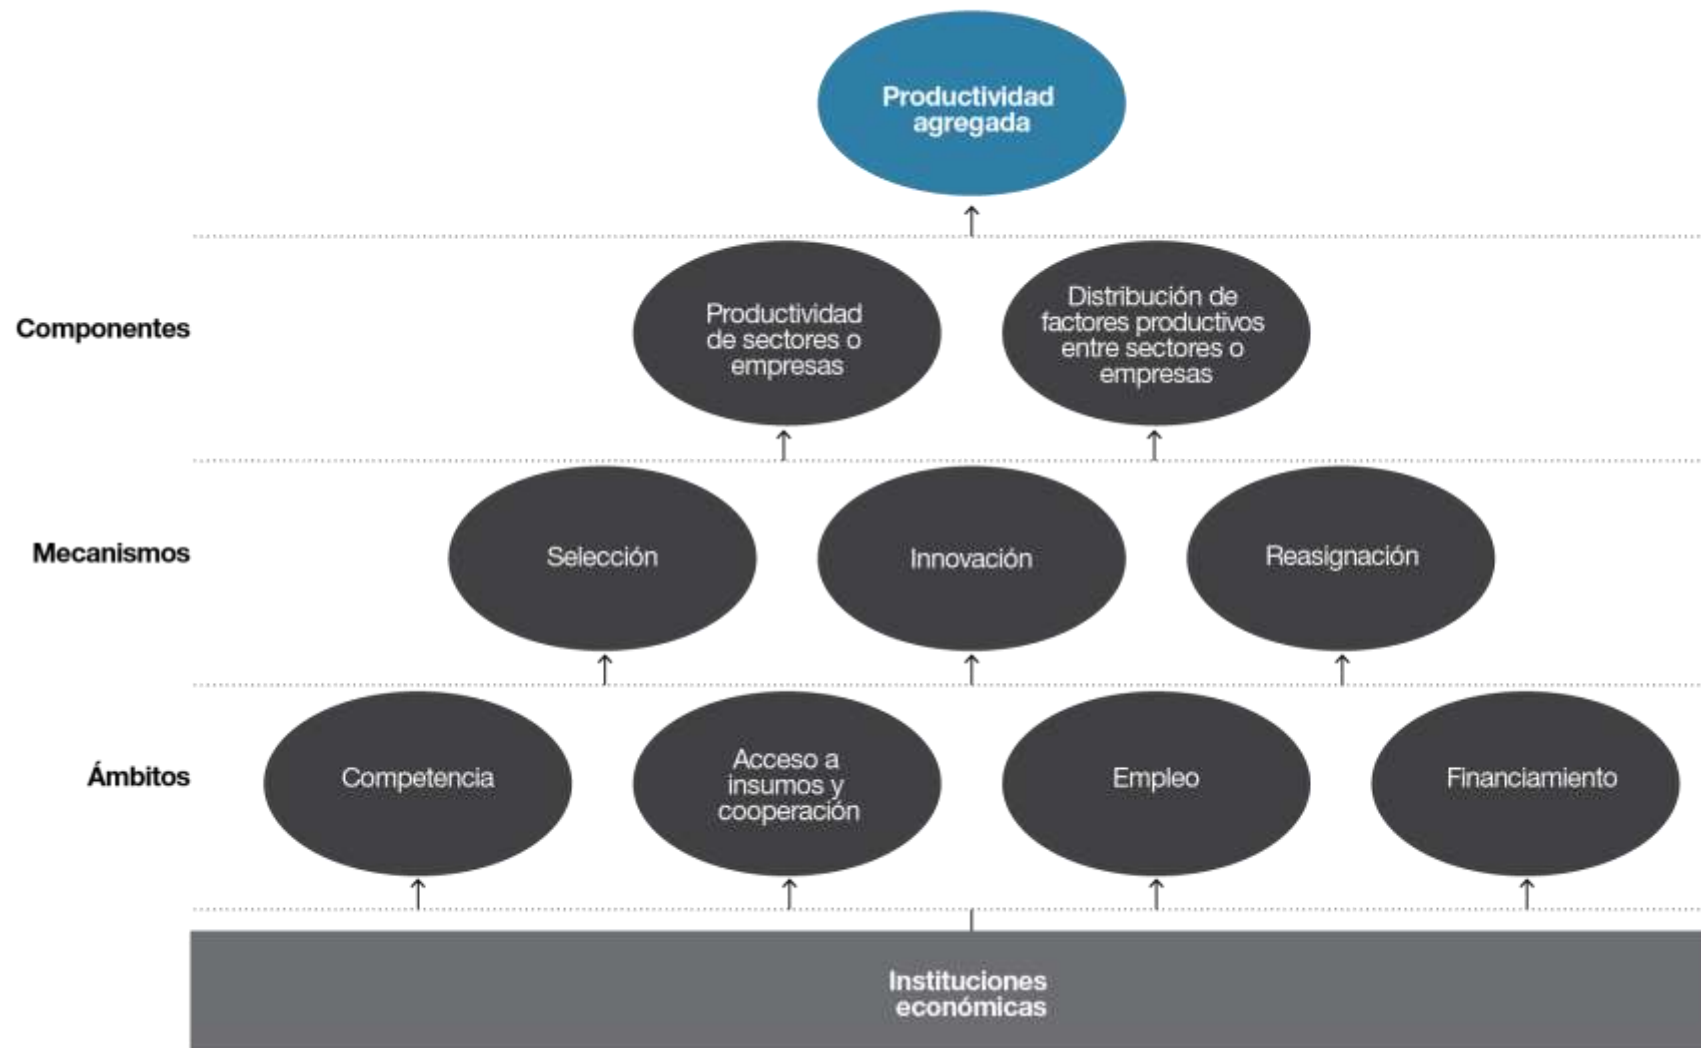 Productividad
agregada
Componentes
Productividad
de sectores o
empresas
Distribución de
factores productivos
entre sectores o
empresas
Mecanismos
Selección
Innovación
Reasignación
Ámbitos
Competencia
Acceso a
insumos y
cooperación
Empleo
Financiamiento
Instituciones
económicas